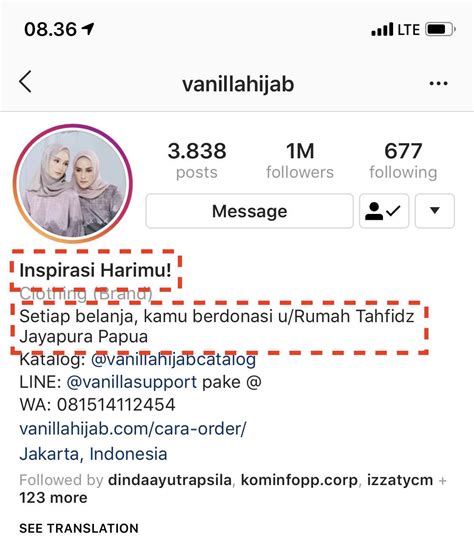 08.36 LTE
vanillahijab
3.838 1M 677
posts followers following
Message
Inspirasi Harimu!
Clothing (Brand)
Setiap belanja, kamu berdonasi u/Rumah Tahfidz
Jayapura Papua
Katalog: @vanillahijabcatalog
LINE: @vanillasupport pake @
WA: 081514112454
vanillahijab.com/cara-order/
Jakarta, Indonesia
Followed by dindaayutrapsila, kominfopp.corp, izzatycm +
123 more
SEE TRANSLATION